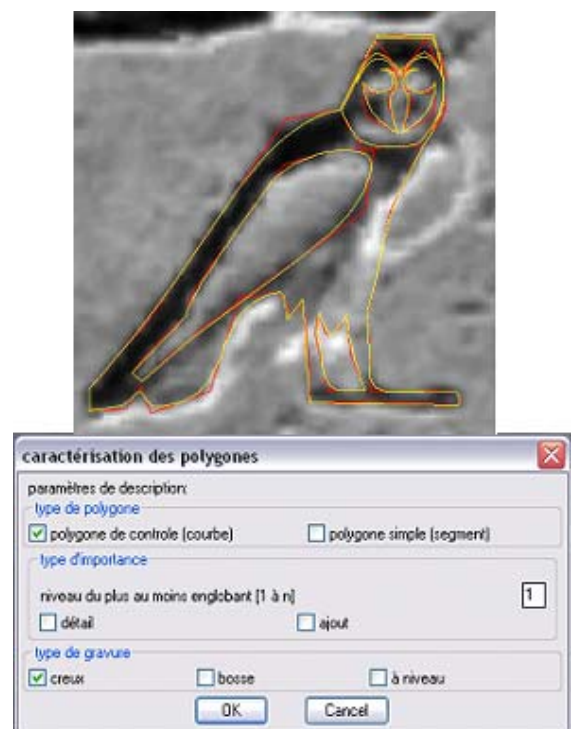 caractérisation des polygones
paramètres de description:
type de polygone
polygone de controle (courbe) polygone simple (segment)
type d'importance
niveau du plus au moins englobant [1 à n] 1
détail ajout
type de gravure
creux bosse à niveau
OK Cancel